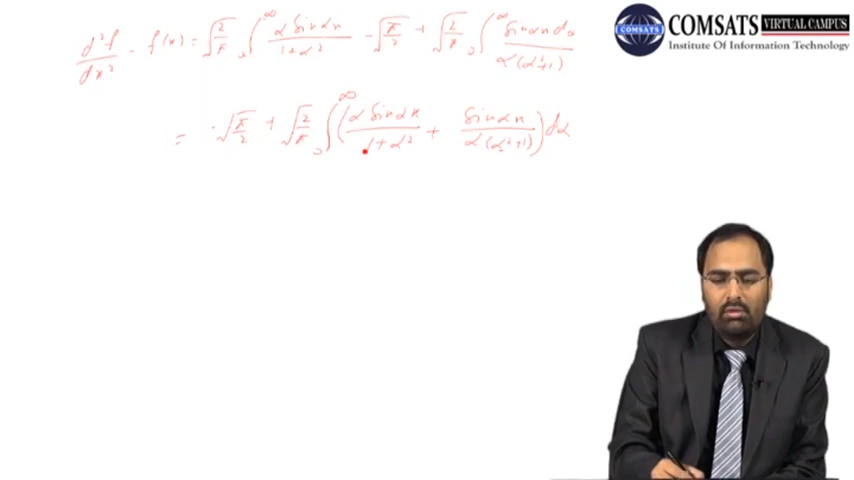 COMSATS VIRTUAL CAMPUS
Institute Of Information Technology
d²f/dx² - f(x) = √(2/π) ∫₀^∞ α sin αx / 1+α² - √(π/2) + √(2/π) ∫₀^∞ sin αx dα / α(α²+1)
= -√(π/2) + √(2/π) ∫₀^∞ (α sin αx / 1+α² + sin αx / α(α²+1)) dα